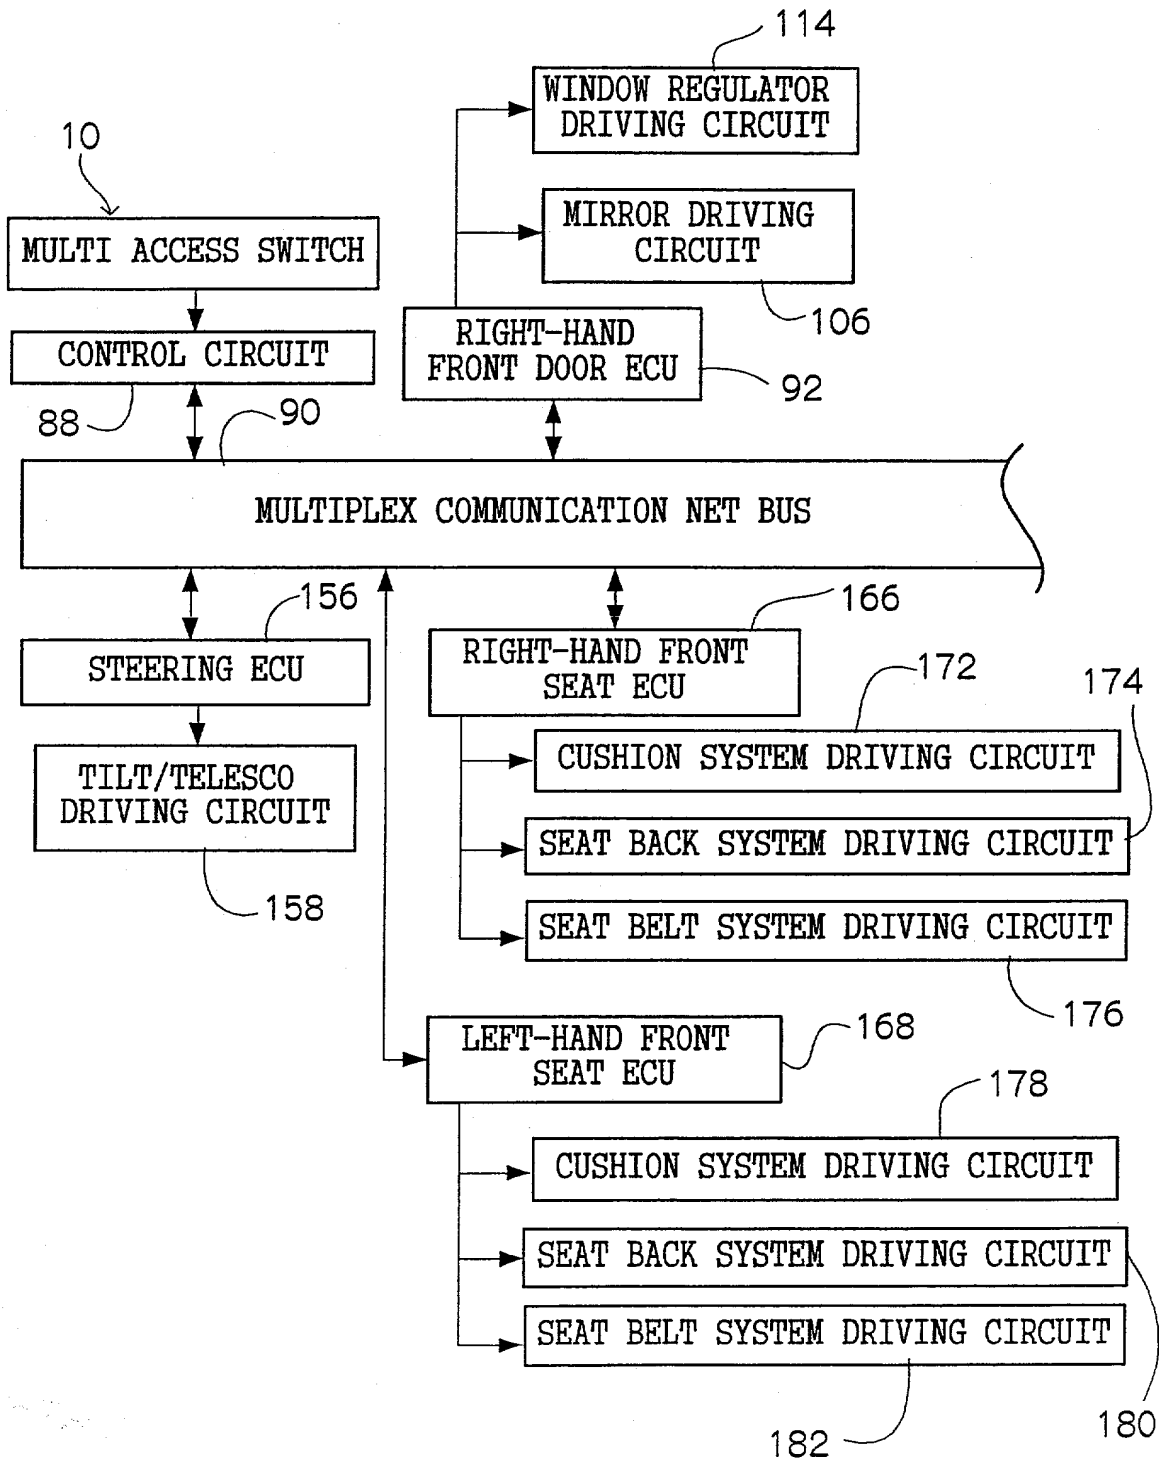 114
WINDOW REGULATOR
DRIVING CIRCUIT
10
MULTI ACCESS SWITCH
MIRROR DRIVING
CIRCUIT
106
CONTROL CIRCUIT
88
RIGHT-HAND
FRONT DOOR ECU
92
90
MULTIPLEX COMMUNICATION NET BUS
156
STEERING ECU
TILT/TELESCO
DRIVING CIRCUIT
158
166
RIGHT-HAND FRONT
SEAT ECU
172
174
CUSHION SYSTEM DRIVING CIRCUIT
SEAT BACK SYSTEM DRIVING CIRCUIT
SEAT BELT SYSTEM DRIVING CIRCUIT
176
LEFT-HAND FRONT
SEAT ECU
168
178
CUSHION SYSTEM DRIVING CIRCUIT
SEAT BACK SYSTEM DRIVING CIRCUIT
SEAT BELT SYSTEM DRIVING CIRCUIT
180
182